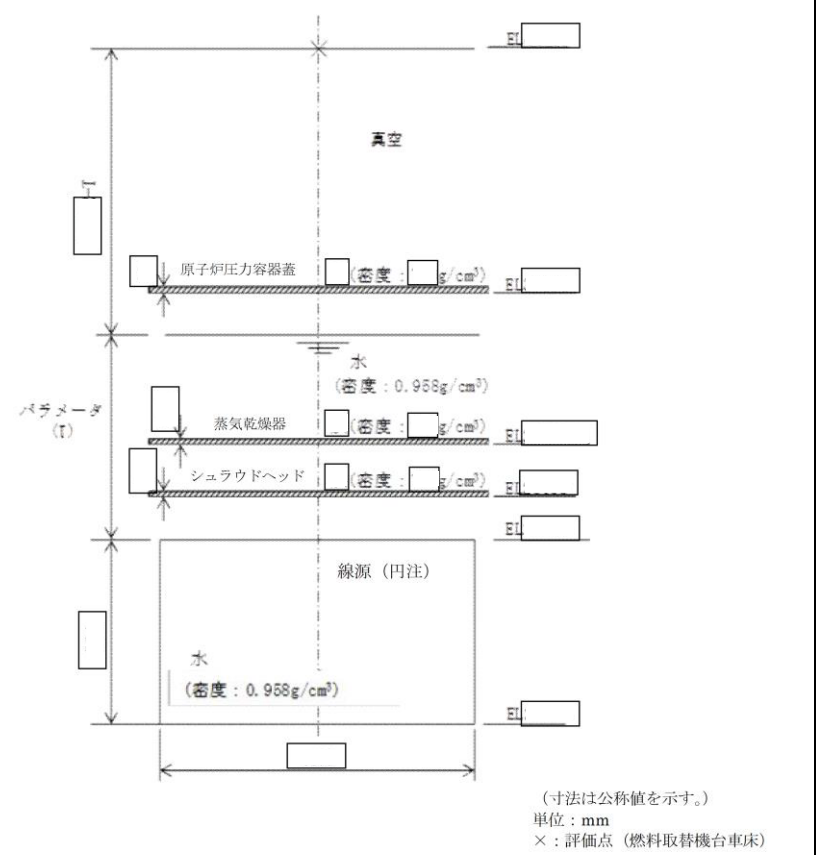 EL
真空
T
原子炉圧力容器蓋
(密度:
g/cm³)
EL
水
(密度:0.958g/cm³)
パラメータ
(T)
蒸気乾燥器
(密度:
g/cm³)
EL
シュラウドヘッド
(密度:
g/cm³)
EL
EL
線源(円注)
水
(密度:0.958g/cm³)
EL
(寸法は公称値を示す。)
単位:mm
×:評価点(燃料取替機台車床)